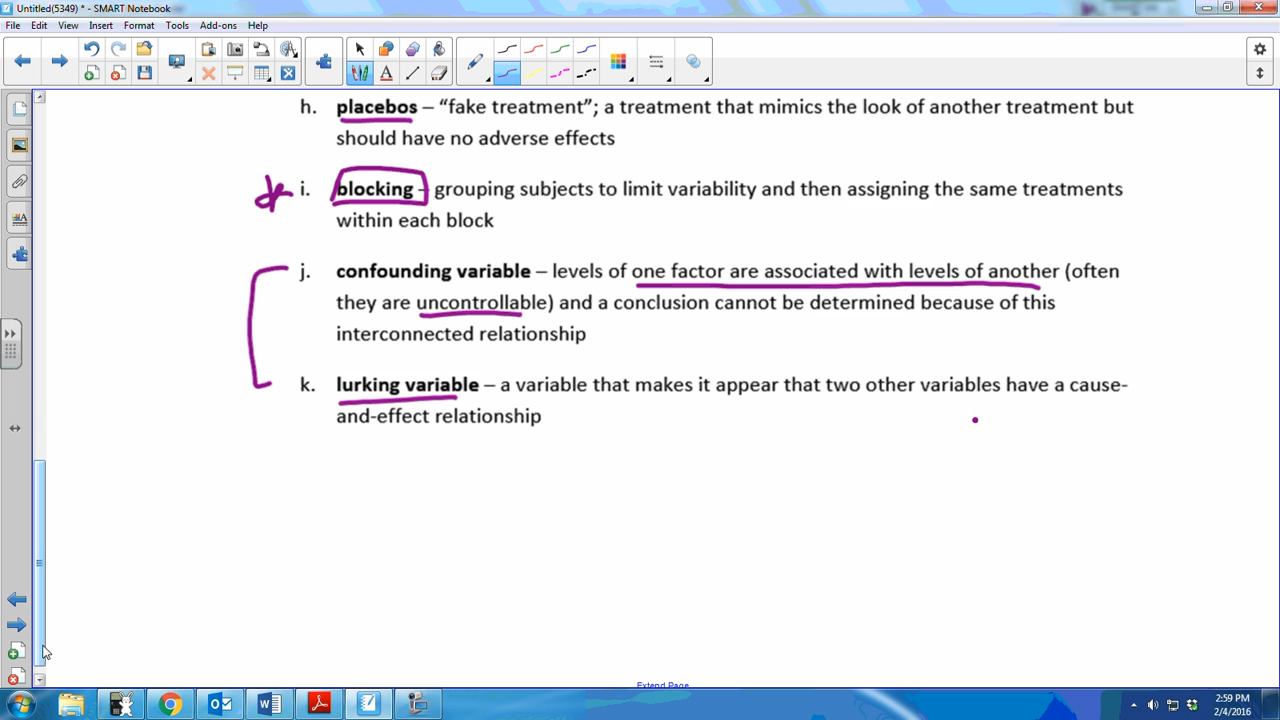 Untitled(5349) * - SMART Notebook
File Edit View Insert Format Tools Add-ons Help
h. placebos – “fake treatment”; a treatment that mimics the look of another treatment but
should have no adverse effects
i. blocking – grouping subjects to limit variability and then assigning the same treatments
within each block
j. confounding variable – levels of one factor are associated with levels of another (often
they are uncontrollable) and a conclusion cannot be determined because of this
interconnected relationship
k. lurking variable – a variable that makes it appear that two other variables have a cause-
and-effect relationship
Extend Page
2:59 PM
2/4/2016